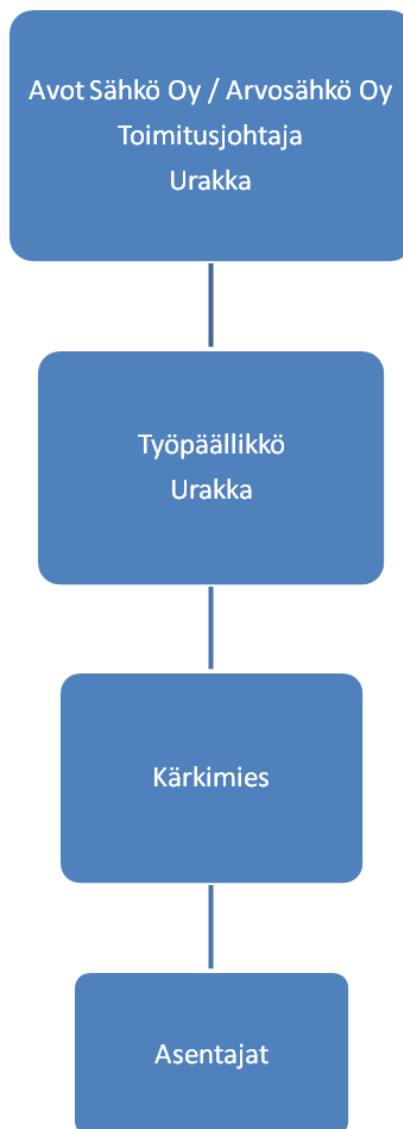 Avot Sähkö Oy / Arvosähkö Oy
Toimitusjohtaja
Urakka
Työpäällikkö
Urakka
Kärkimies
Asentajat